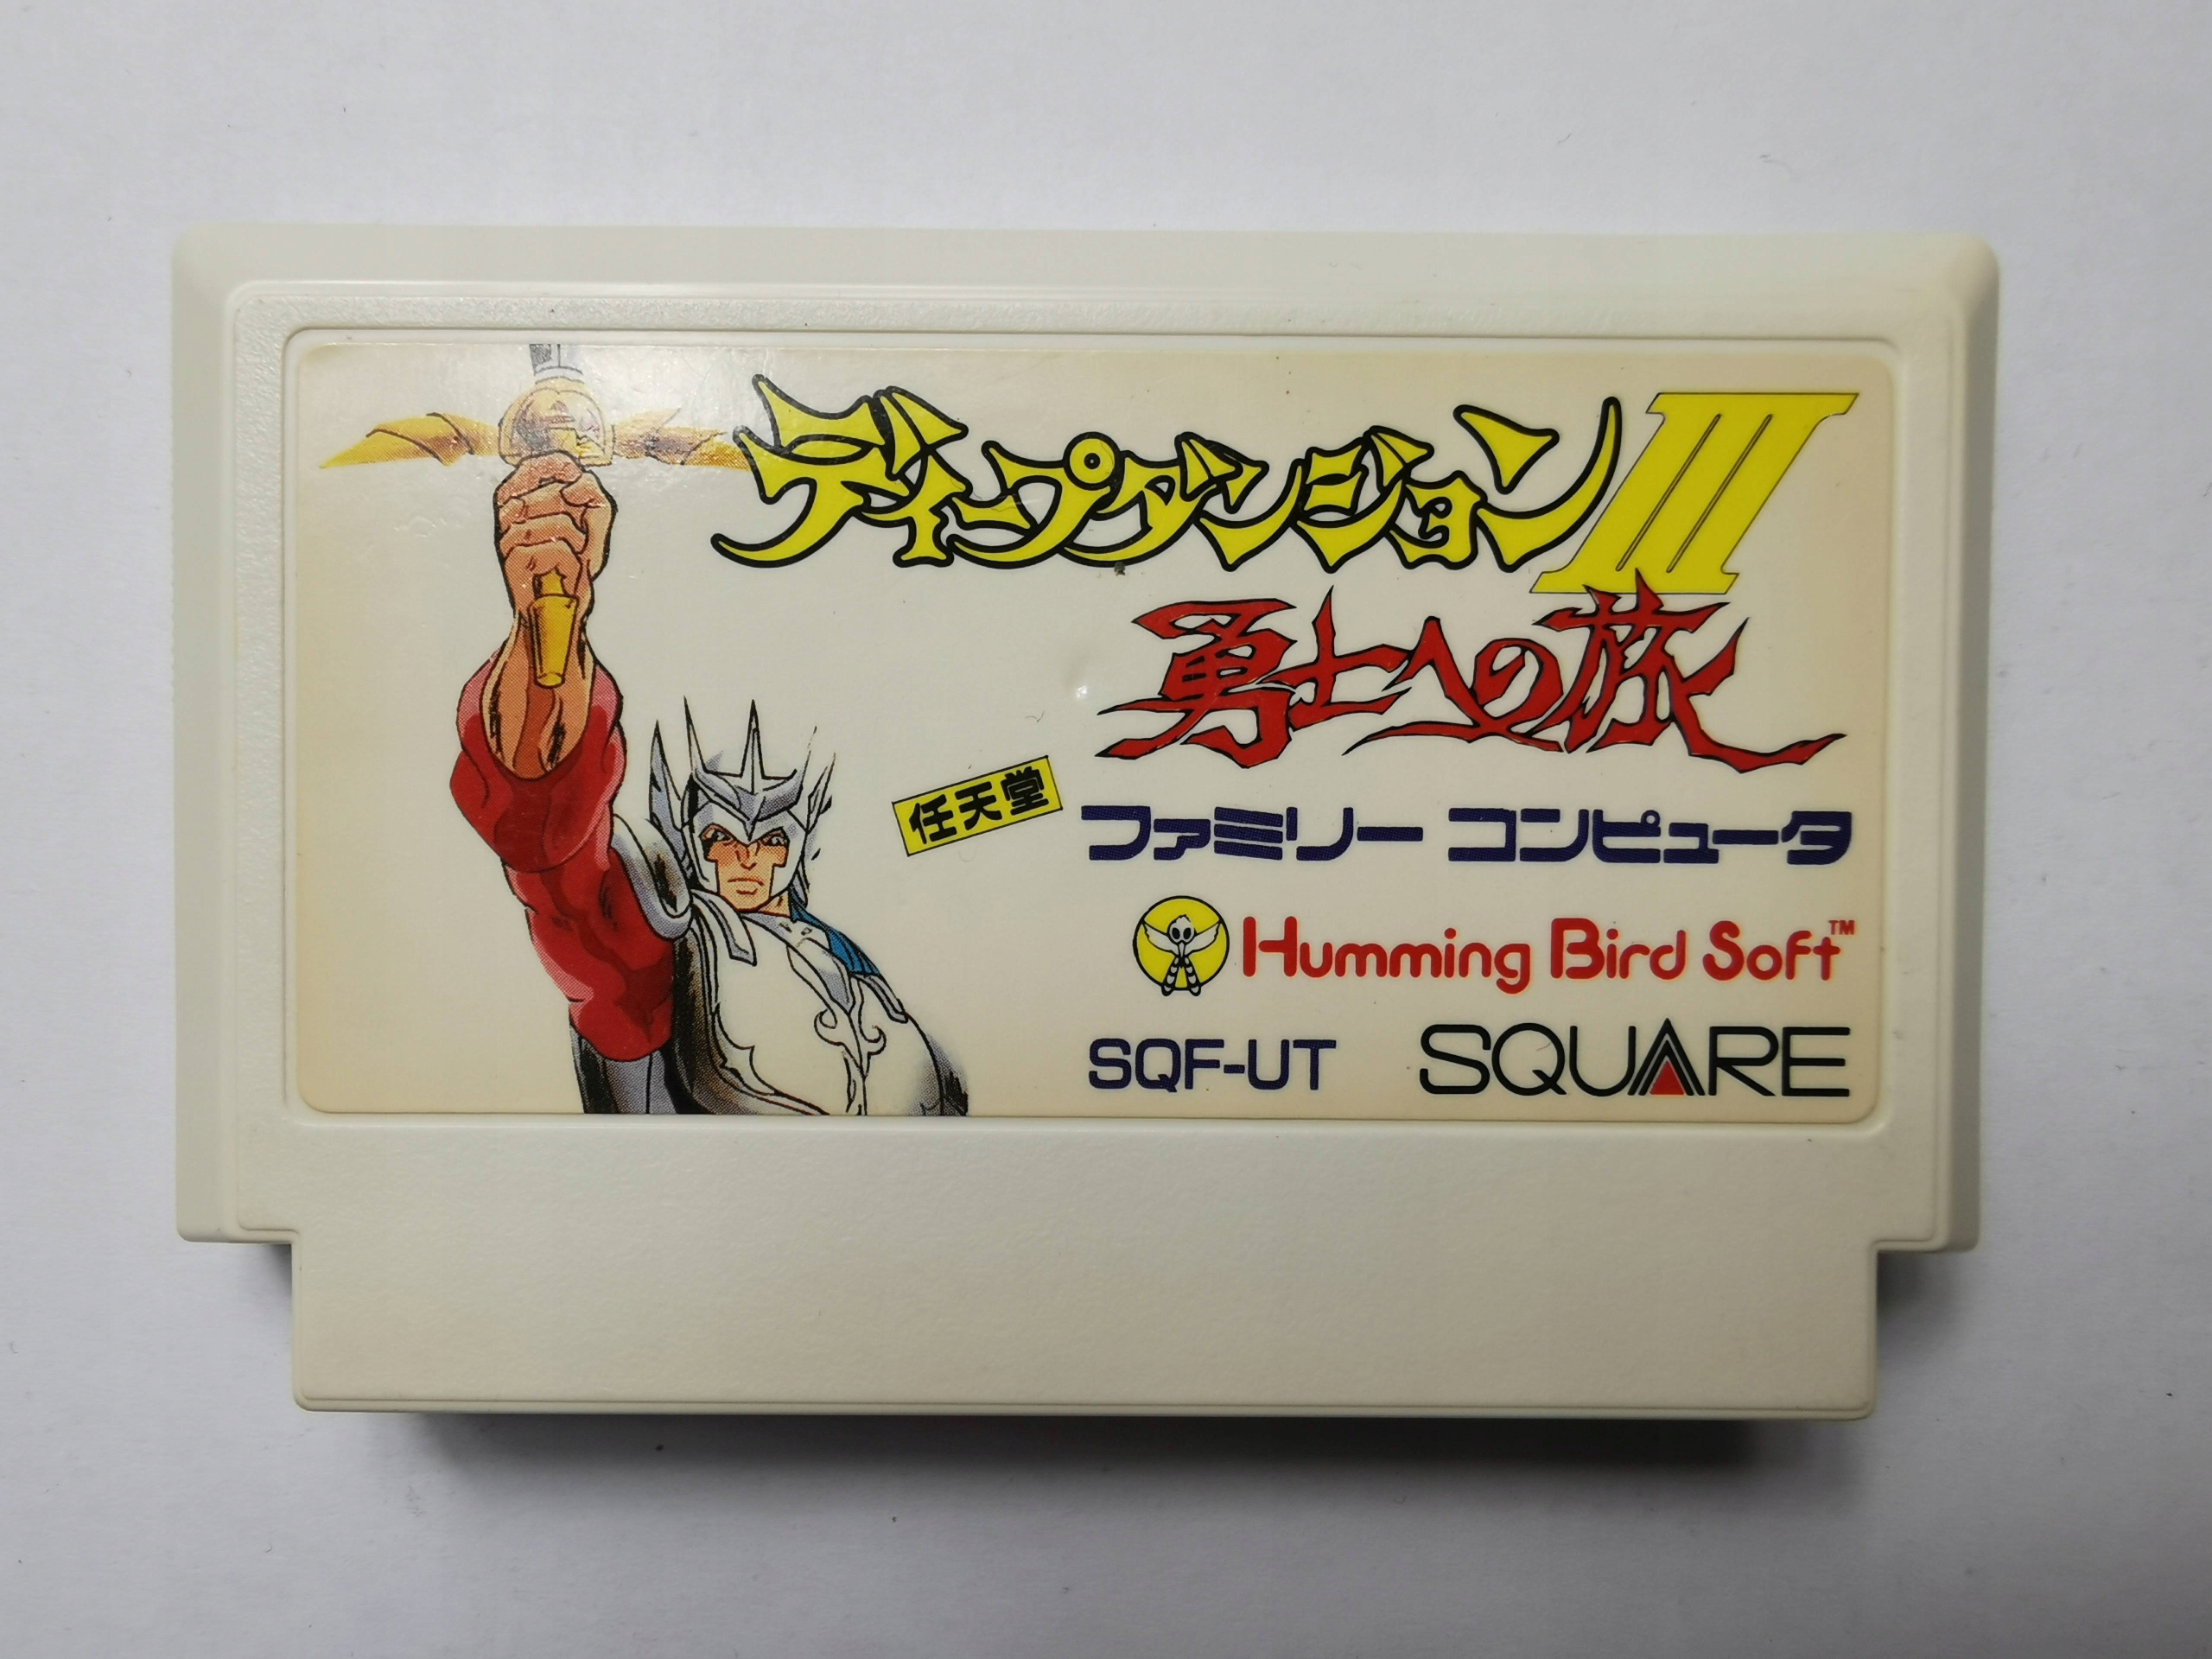 ディープダンジョンIII
勇士への旅
任天堂
ファミリー コンピュータ
Humming Bird Soft™
SQF-UT SQUARE